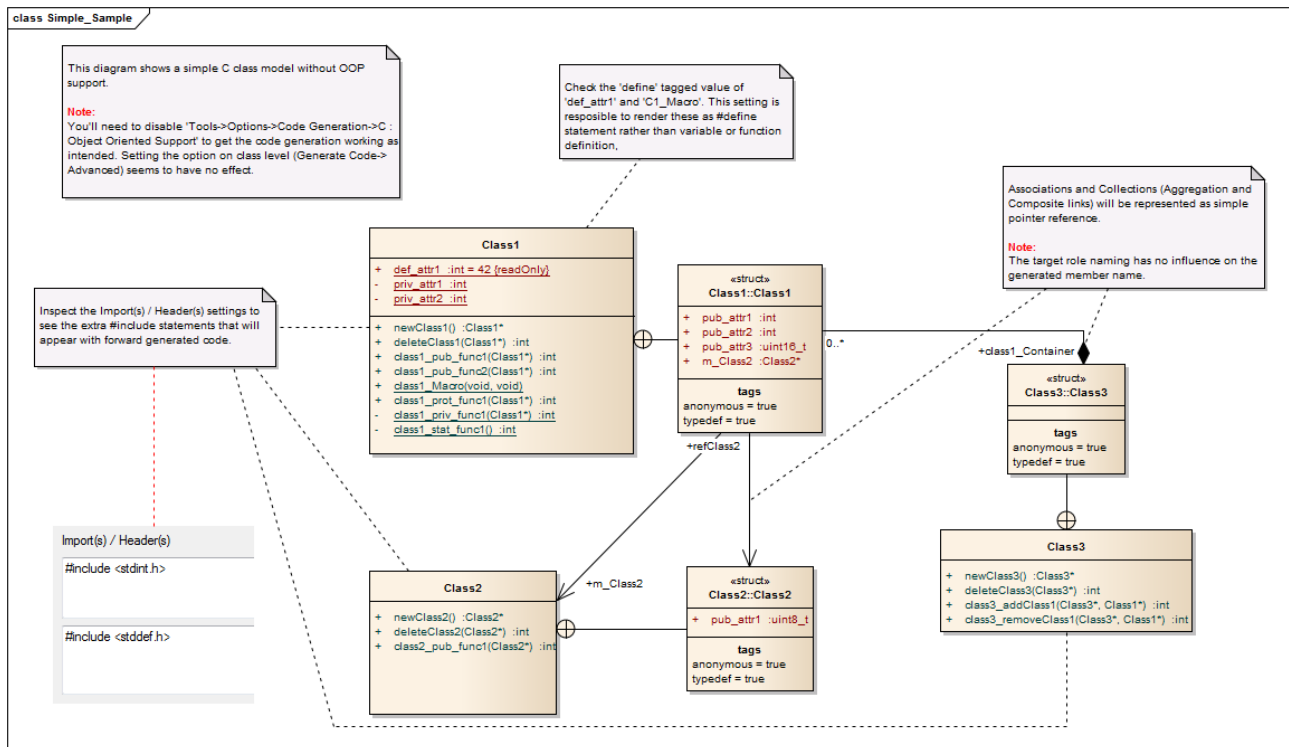 class Simple_Sample
This diagram shows a simple C class model without OOP
support.
Note:
You'll need to disable 'Tools->Options->Code Generation->C :
Object Oriented Support' to get the code generation working as
intended. Setting the option on class level (Generate Code->
Advanced) seems to have no effect.
Check the 'define' tagged value of
'def_attr1' and 'C1_Macro'. This setting is
resposible to render these as #define
statement rather than variable or function
definition,
Associations and Collections (Aggregation and
Composite links) will be represented as simple
pointer reference.
Note:
The target role naming has no influence on the
generated member name.
Inspect the Import(s) / Header(s) settings to
see the extra #include statements that will
appear with forward generated code.
Class1
+ def_attr1 :int = 42 {readOnly}
- priv_attr1 :int
- priv_attr2 :int
+ newClass1() :Class1*
+ deleteClass1(Class1*) :int
+ class1_pub_func1(Class1*) :int
+ class1_pub_func2(Class1*) :int
+ class1_Macro(void, void)
+ class1_prot_func1(Class1*) :int
- class1_priv_func1(Class1*) :int
- class1_stat_func1() :int
«struct»
Class1::Class1
+ pub_attr1 :int
+ pub_attr2 :int
+ pub_attr3 :uint16_t
+ m_Class2 :Class2*
tags
anonymous = true
typedef = true
0..*
+class1_Container
«struct»
Class3::Class3
tags
anonymous = true
typedef = true
+refClass2
+m_Class2
Import(s) / Header(s)
#include <stdint.h>
#include <stddef.h>
Class2
+ newClass2() :Class2*
+ deleteClass2(Class2*) :int
+ class2_pub_func1(Class2*) :int
«struct»
Class2::Class2
+ pub_attr1 :uint8_t
tags
anonymous = true
typedef = true
Class3
+ newClass3() :Class3*
+ deleteClass3(Class3*) :int
+ class3_addClass1(Class3*, Class1*) :int
+ class3_removeClass1(Class3*, Class1*) :int